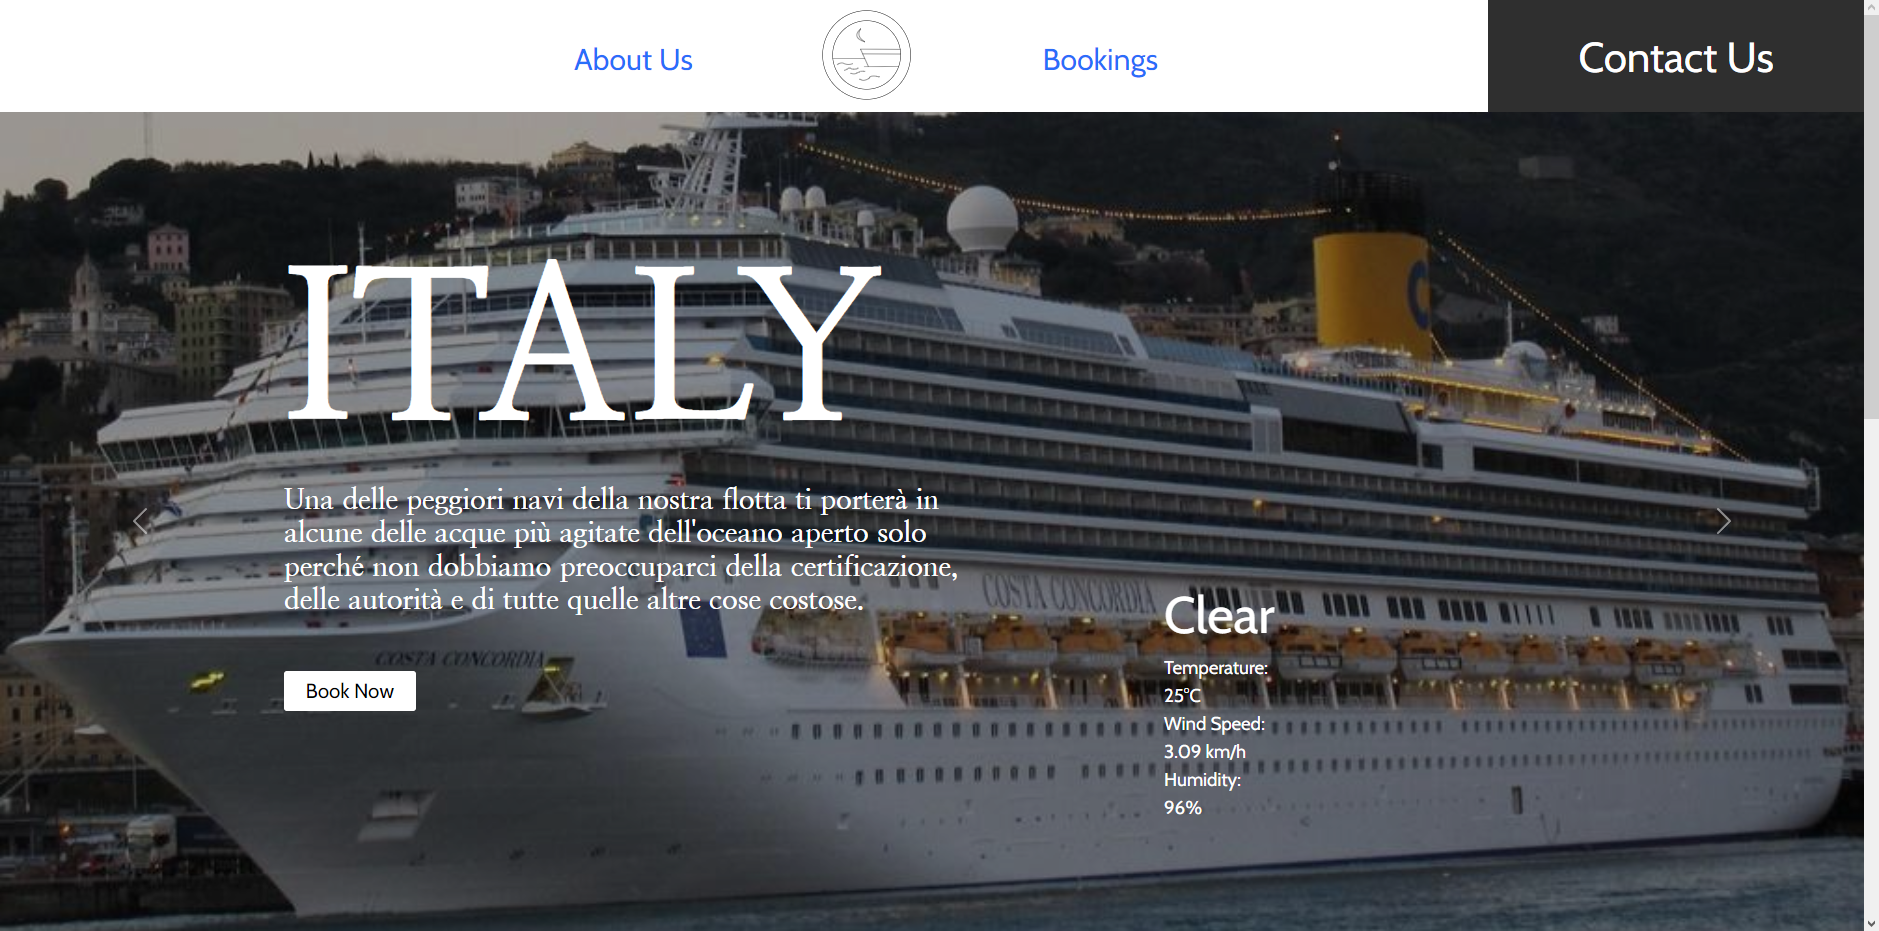 About Us
Bookings
Contact Us
ITALY
Una delle peggiori navi della nostra flotta ti porterà in
alcune delle acque più agitate dell'oceano aperto solo
perché non dobbiamo preoccuparci della certificazione,
delle autorità e di tutte quelle altre cose costose.
COSTA CONCORDIA
COSTA CONCORDIA
Book Now
Clear
Temperature:
25°C
Wind Speed:
3.09 km/h
Humidity:
96%